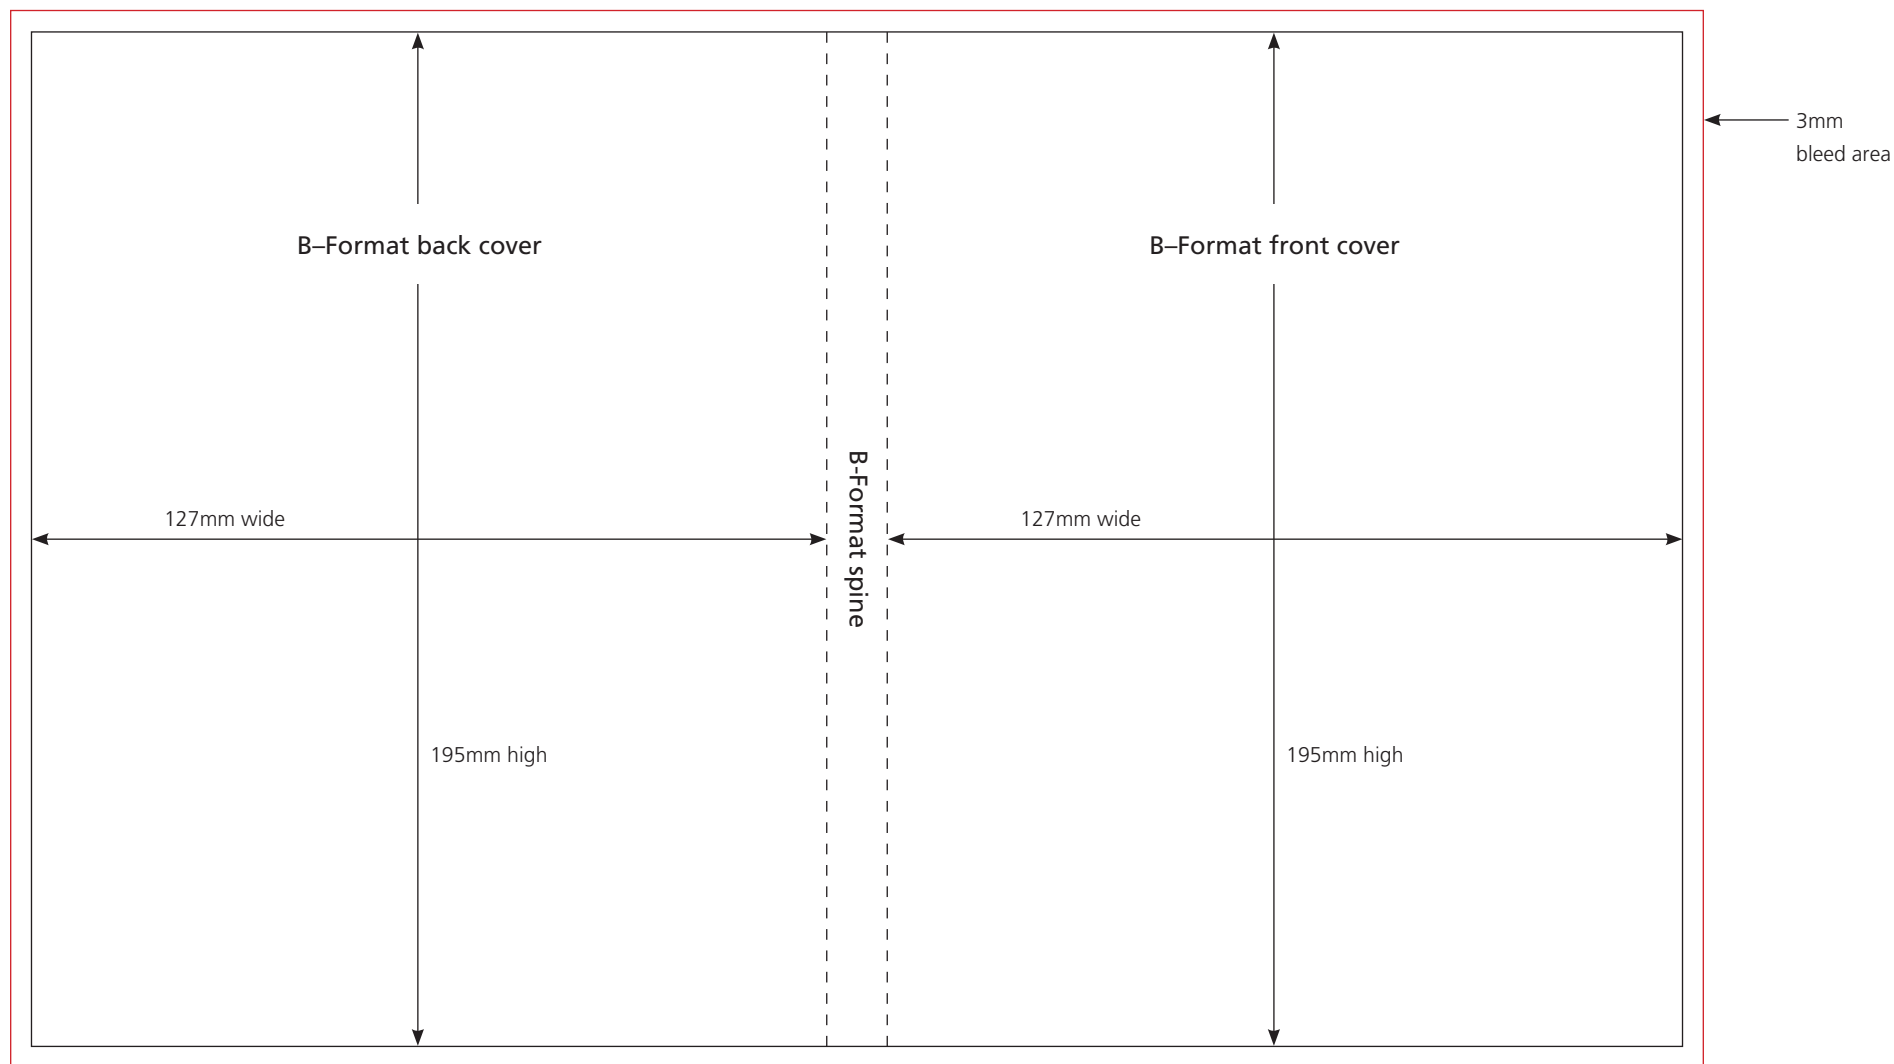 3mm
bleed area
B–Format back cover
B–Format front cover
B-Format spine
127mm wide
127mm wide
195mm high
195mm high